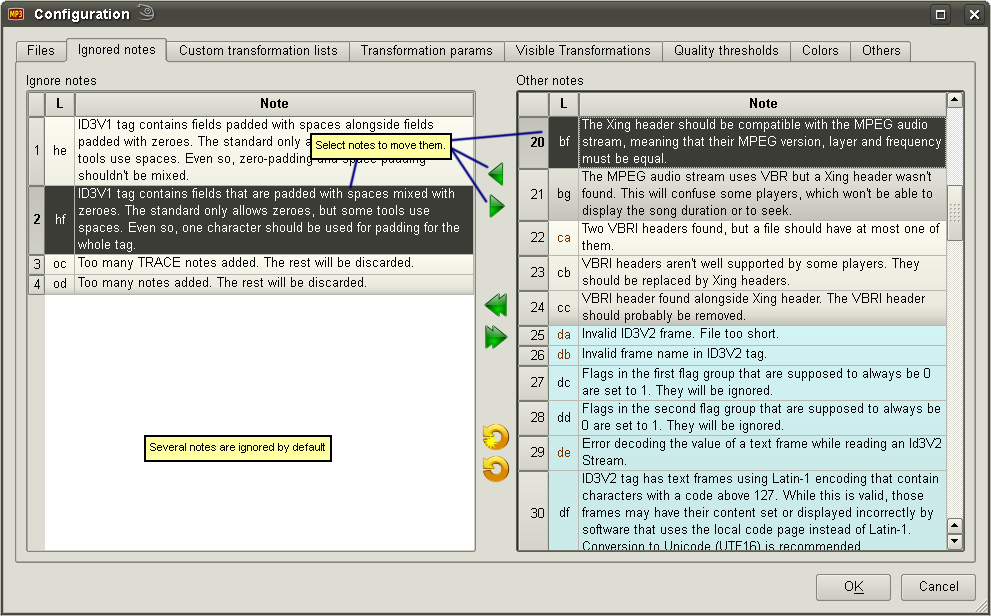 MP3 Configuration
Files Ignored notes Custom transformation lists Transformation params Visible Transformations Quality thresholds Colors Others
Ignore notes
L Note
1 he ID3V1 tag contains fields padded with spaces alongside fields
padded with zeroes. The standard only a
tools use spaces. Even so, zero-padding and space padding
shouldn't be mixed.
2 hf ID3V1 tag contains fields that are padded with spaces mixed with
zeroes. The standard only allows zeroes, but some tools use
spaces. Even so, one character should be used for padding for the
whole tag.
3 oc Too many TRACE notes added. The rest will be discarded.
4 od Too many notes added. The rest will be discarded.
Select notes to move them.
Several notes are ignored by default
Other notes
L Note
20 bf The Xing header should be compatible with the MPEG audio
stream, meaning that their MPEG version, layer and frequency
must be equal.
21 bg The MPEG audio stream uses VBR but a Xing header wasn't
found. This will confuse some players, which won't be able to
display the song duration or to seek.
22 ca Two VBRI headers found, but a file should have at most one of
them.
23 cb VBRI headers aren't well supported by some players. They
should be replaced by Xing headers.
24 cc VBRI header found alongside Xing header. The VBRI header
should probably be removed.
25 da Invalid ID3V2 frame. File too short.
26 db Invalid frame name in ID3V2 tag.
27 dc Flags in the first flag group that are supposed to always be 0
are set to 1. They will be ignored.
28 dd Flags in the second flag group that are supposed to always be
0 are set to 1. They will be ignored.
29 de Error decoding the value of a text frame while reading an Id3V2
Stream.
30 df ID3V2 tag has text frames using Latin-1 encoding that contain
characters with a code above 127. While this is valid, those
frames may have their content set or displayed incorrectly by
software that uses the local code page instead of Latin-1.
Conversion to Unicode (UTF16) is recommended.
OK Cancel